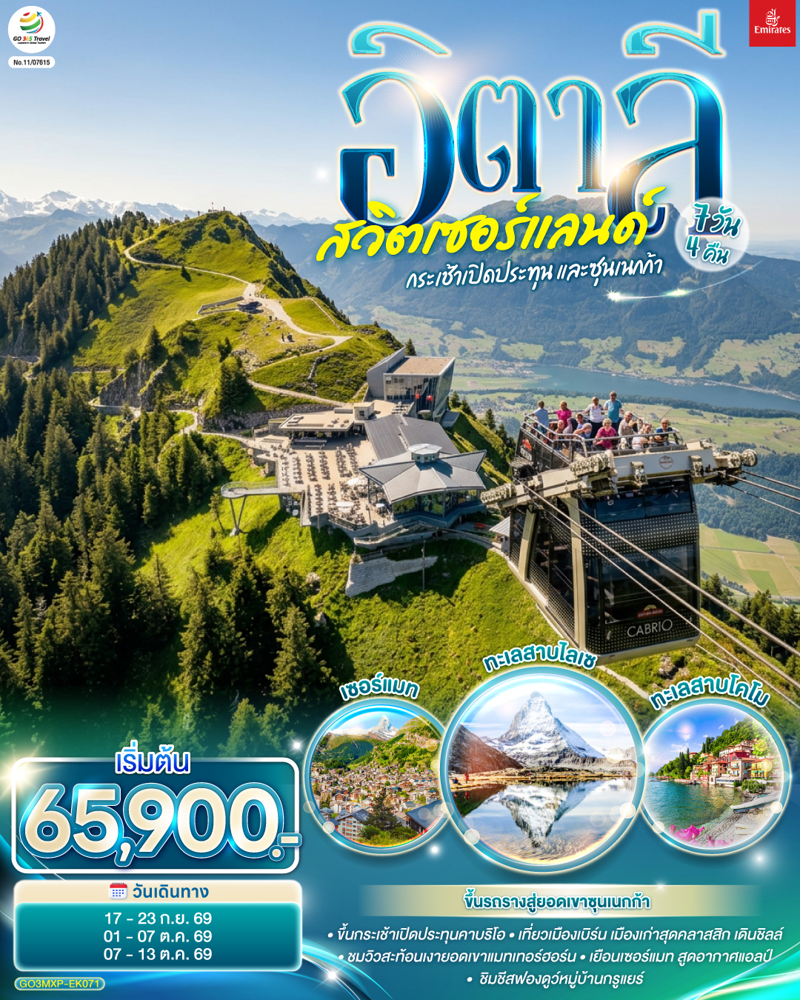 GO 365 Travel
Leaders in Global Tourism
No.11/07615
Emirates
อิตาลี
สวิตเซอร์แลนด์
7 วัน
4 คืน
กระเช้าเปิดประทุน และซุนเนกก้า
CABRIO
เซอร์แมท
ทะเลสาบไลเซ
ทะเลสาบโคโม
เริ่มต้น
65,900.-
วันเดินทาง
17 - 23 ก.ย. 69
01 - 07 ต.ค. 69
07 - 13 ต.ค. 69
GO3MXP-EK071
ขึ้นรถรางสู่ยอดเขาซุนเนกก้า
• ขึ้นกระเช้าเปิดประทุนคาบริโอ • เที่ยวเมืองเบิร์น เมืองเก่าสุดคลาสสิก เดินชิลล์
• ชมวิวสะท้อนเงายอดเขาแมทเทอร์ฮอร์น • เยือนเซอร์แมท สูดอากาศแอลป์
• ชิมชีสฟองดูว์หมู่บ้านกรูแยร์